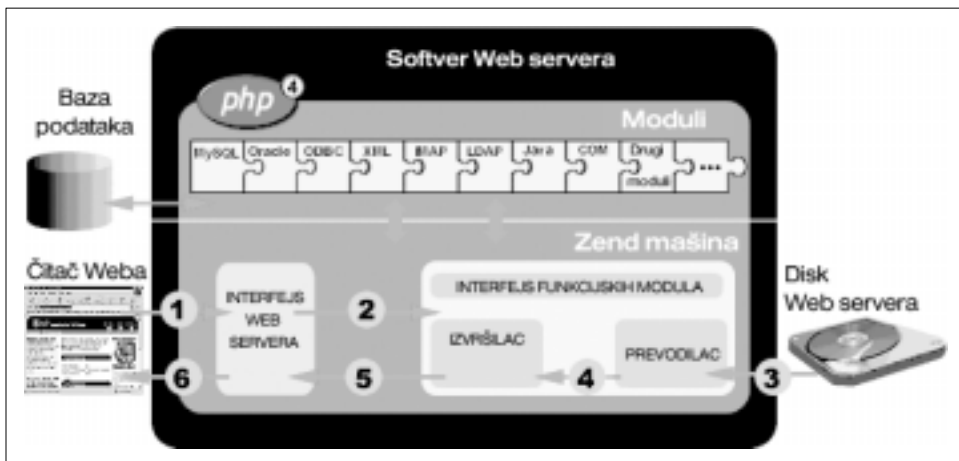 Softver Web servera
Baza
podataka
php 4
Moduli
MySQL Oracle ODBC XML IMAP LDAP Java COM Drugi
moduli
...
Zend mašina
Čitač Weba
INTERFEJS
WEB
SERVERA
INTERFEJS FUNKCIJSKIH MODULA
IZVRŠILAC
PREVODILAC
Disk
Web servera
1
2
3
4
5
6